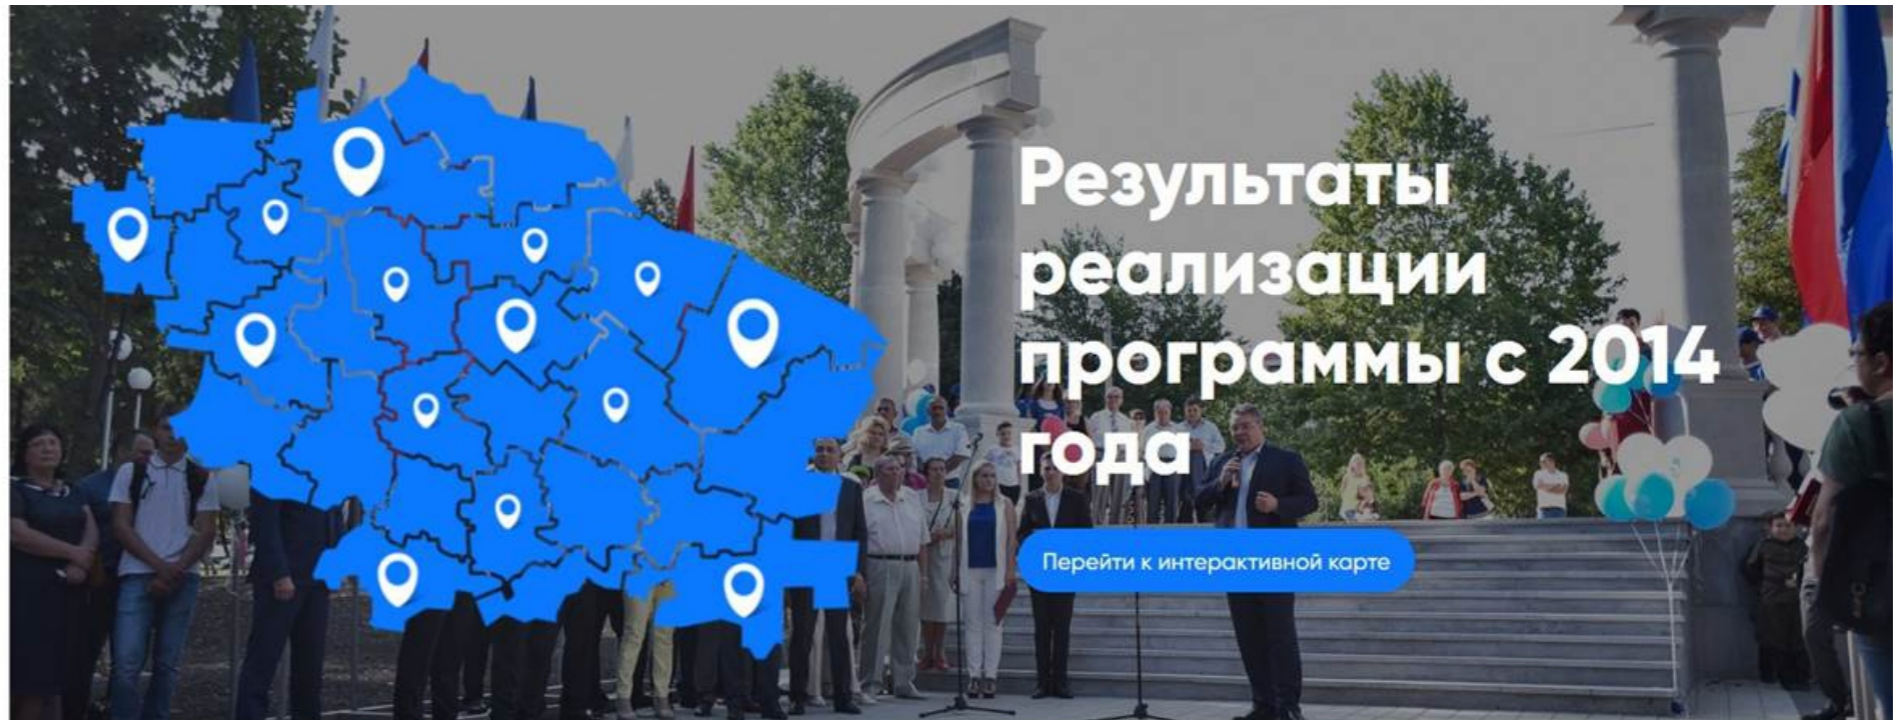 Результаты
реализации
программы с 2014
года
Перейти к интерактивной карте